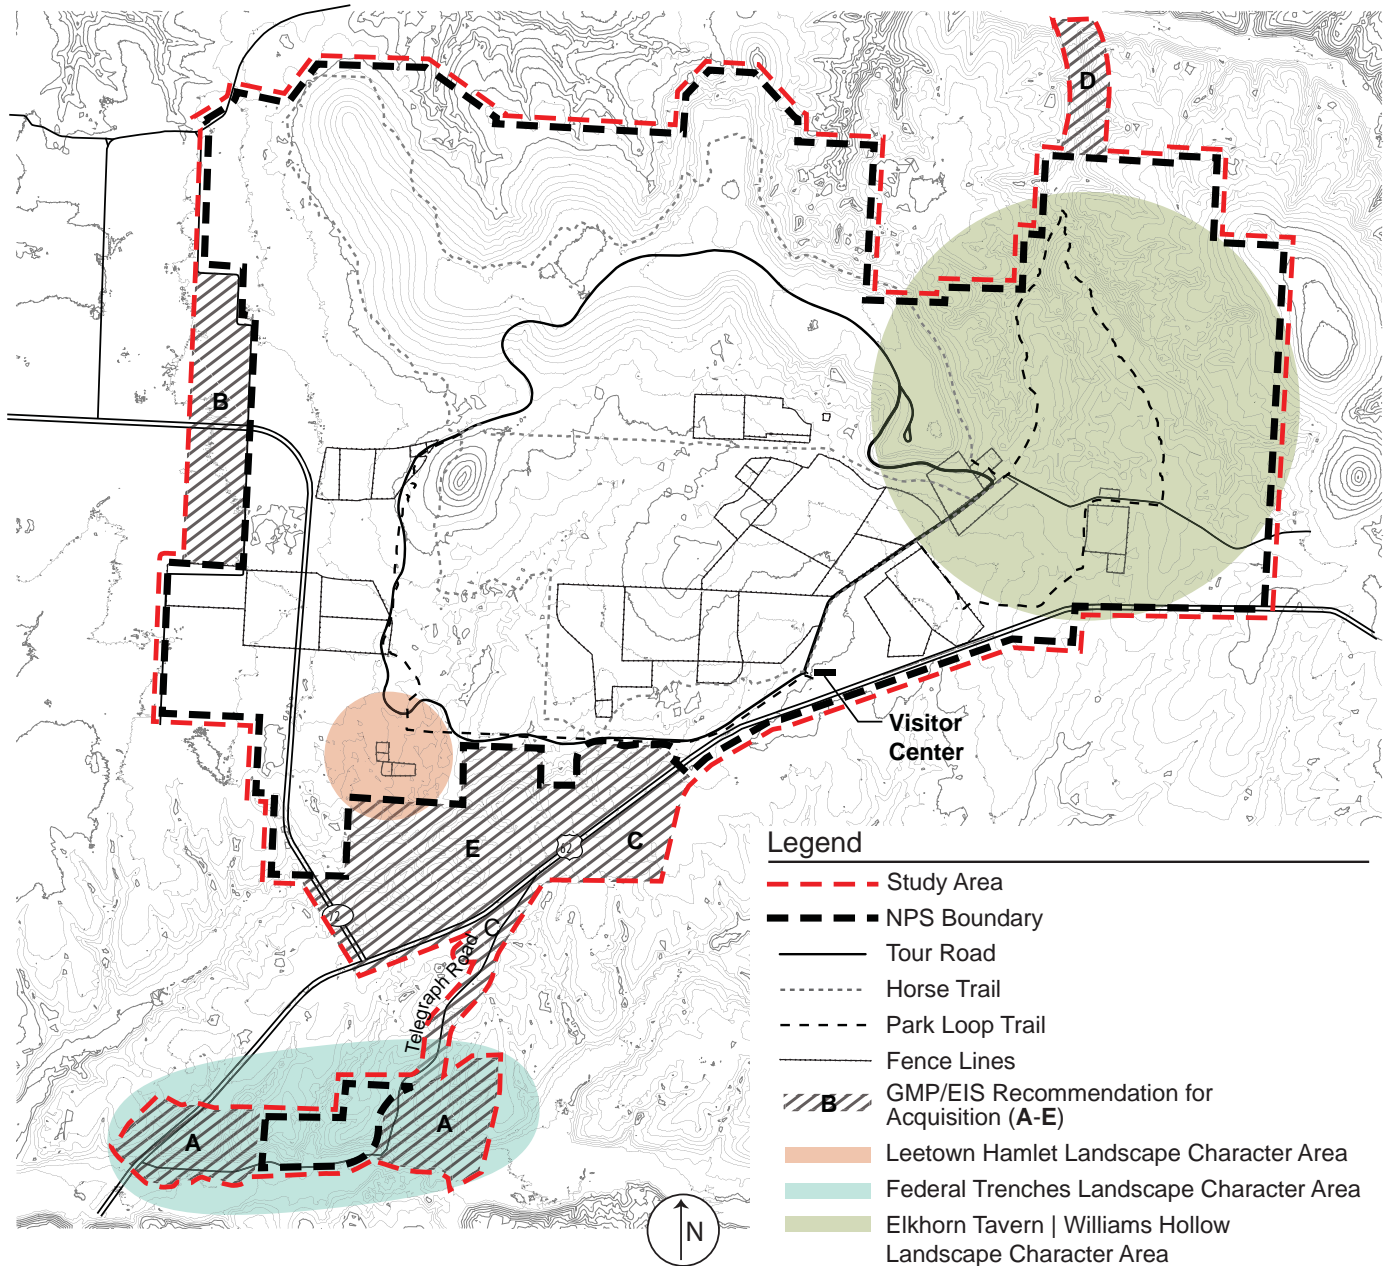 D
B
Visitor
Center
E
C
62
C
Telegraph Road
A
A
N
Legend
Study Area
NPS Boundary
Tour Road
Horse Trail
Park Loop Trail
Fence Lines
B
GMP/EIS Recommendation for
Acquisition (A-E)
Leetown Hamlet Landscape Character Area
Federal Trenches Landscape Character Area
Elkhorn Tavern | Williams Hollow
Landscape Character Area